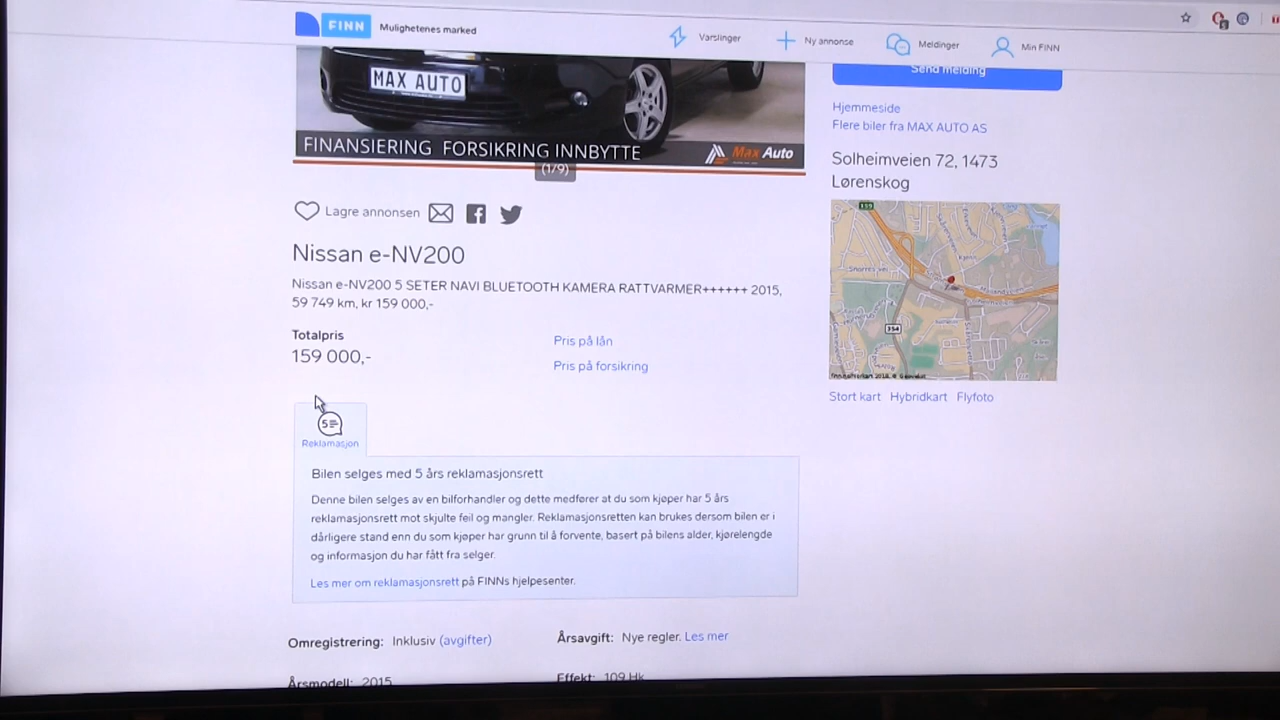 FINN Mulighetenes marked
Varslinger
Ny annonse
Meldinger
Min FINN
MAX AUTO
FINANSIERING FORSIKRING INNBYTTE
Max Auto
(1/9)
Lagre annonsen
Nissan e-NV200
Nissan e-NV200 5 SETER NAVI BLUETOOTH KAMERA RATTVARMER++++++ 2015,
59 749 km, kr 159 000,-
Totalpris
159 000,-
Pris på lån
Pris på forsikring
5
Reklamasjon
Bilen selges med 5 års reklamasjonsrett
Denne bilen selges av en bilforhandler og dette medfører at du som kjøper har 5 års
reklamasjonsrett mot skjulte feil og mangler. Reklamasjonsretten kan brukes dersom bilen er i
dårligere stand enn du som kjøper har grunn til å forvente, basert på bilens alder, kjørelengde
og informasjon du har fått fra selger.
Les mer om reklamasjonsrett på FINNs hjelpesenter.
Omregistrering: Inklusiv (avgifter)
Årsavgift: Nye regler. Les mer
Årsmodell: 2015
Effekt: 109 Hk
Send melding
Hjemmeside
Flere biler fra MAX AUTO AS
Solheimveien 72, 1473
Lørenskog
159
354
Stort kart Hybridkart Flyfoto